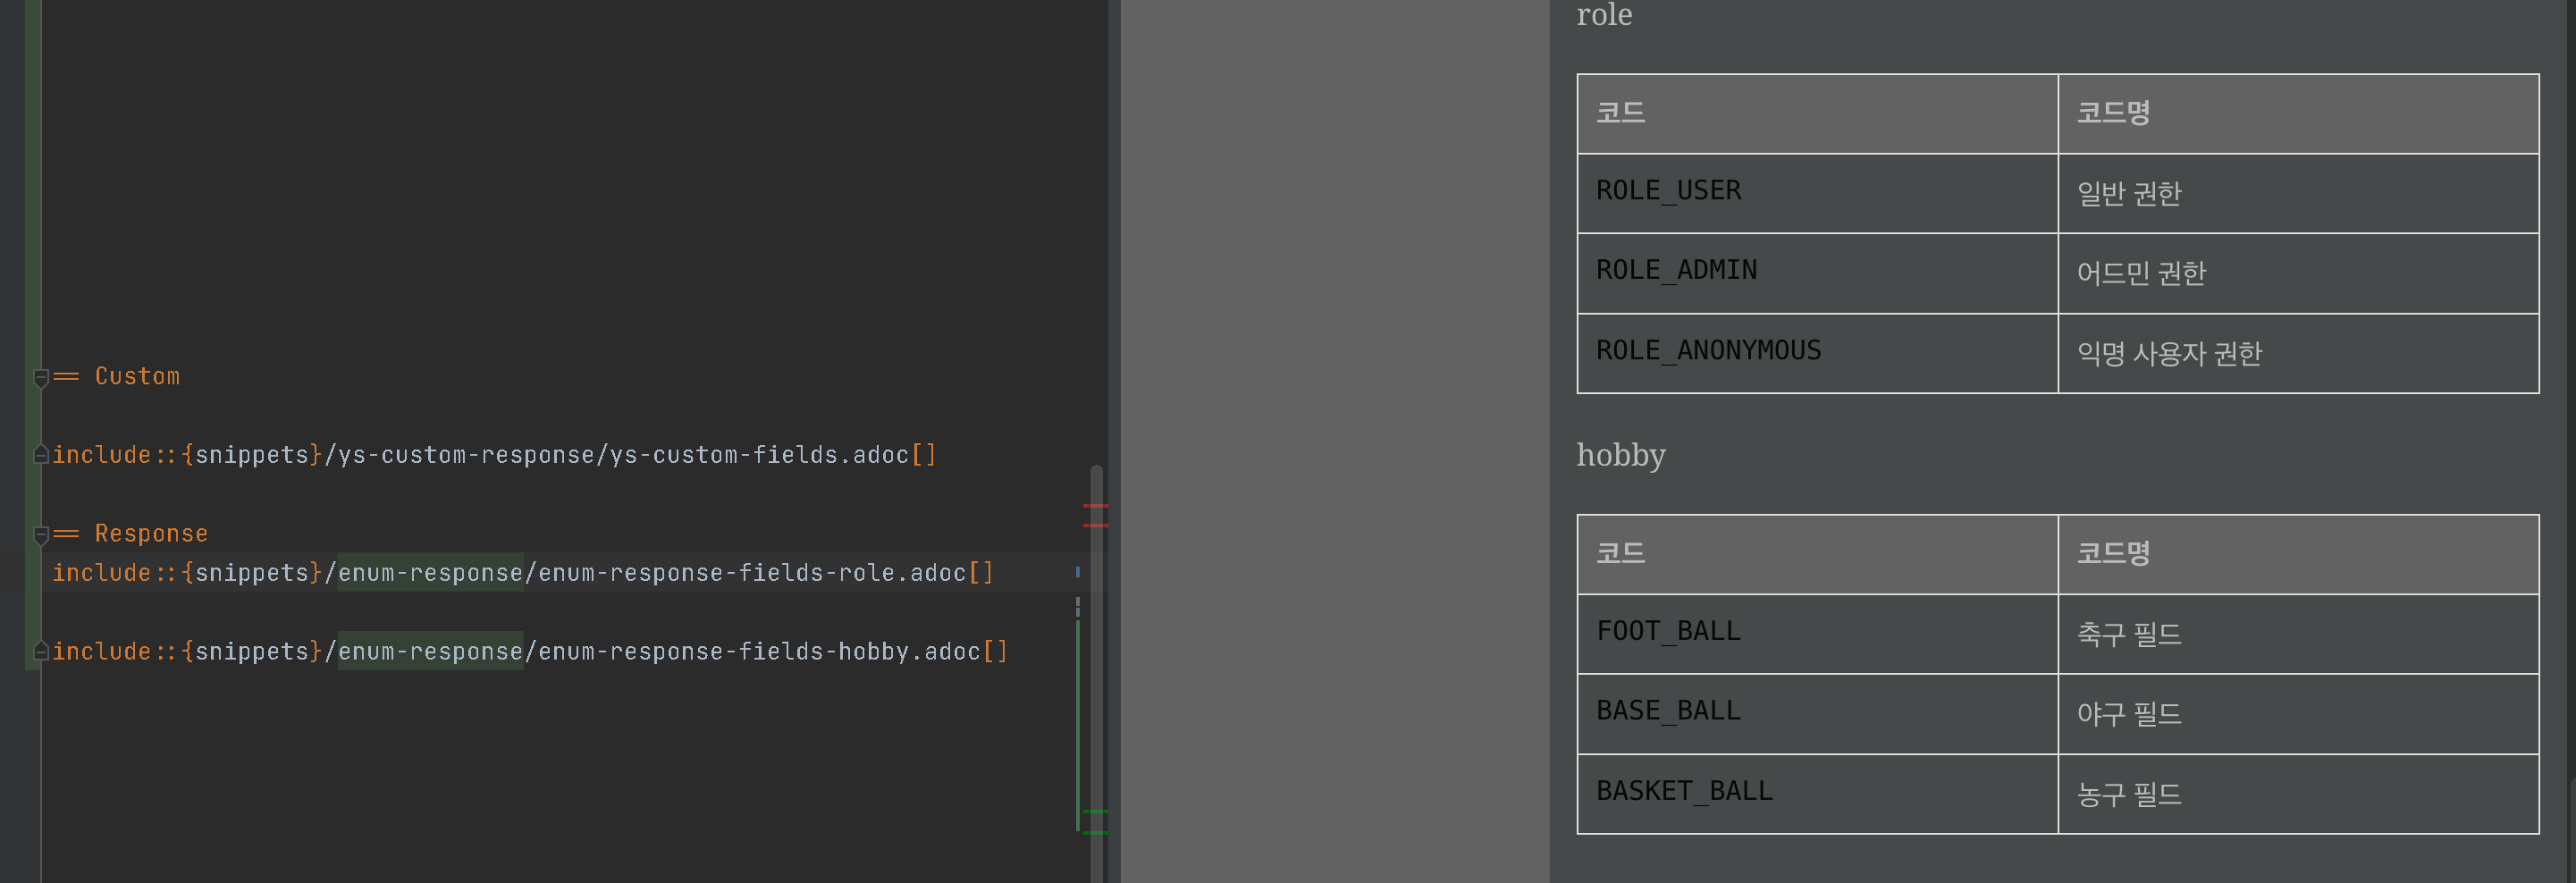 == Custom
include::{snippets}/ys-custom-response/ys-custom-fields.adoc[]
== Response
include::{snippets}/enum-response/enum-response-fields-role.adoc[]
include::{snippets}/enum-response/enum-response-fields-hobby.adoc[]
role
코드 코드명
ROLE_USER 일반 권한
ROLE_ADMIN 어드민 권한
ROLE_ANONYMOUS 익명 사용자 권한
hobby
코드 코드명
FOOT_BALL 축구 필드
BASE_BALL 야구 필드
BASKET_BALL 농구 필드